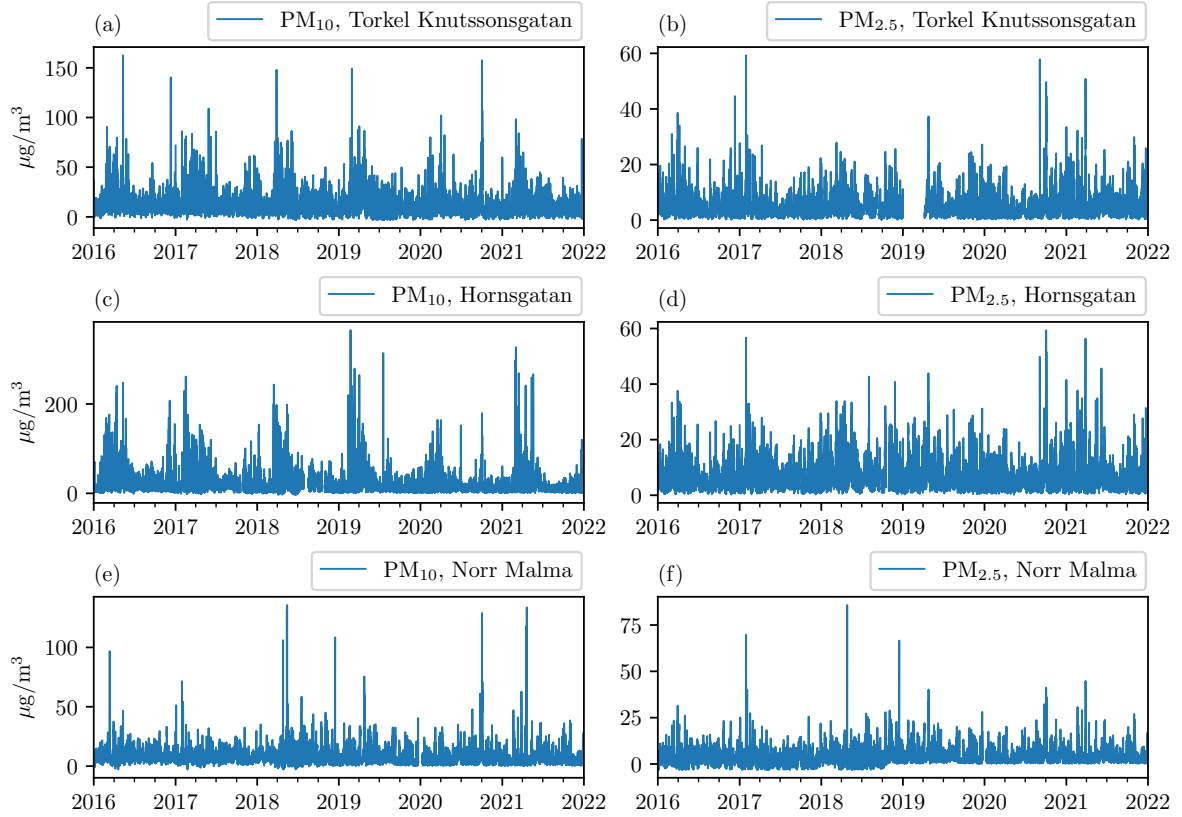 (a) PM₁₀, Torkel Knutssonsgatan (b) PM₂.₅, Torkel Knutssonsgatan
150 60
100 40
50 20
0 0
μg/m³
2016 2017 2018 2019 2020 2021 2022 2016 2017 2018 2019 2020 2021 2022
(c) PM₁₀, Hornsgatan (d) PM₂.₅, Hornsgatan
60
200 40
20
0 0
μg/m³
2016 2017 2018 2019 2020 2021 2022 2016 2017 2018 2019 2020 2021 2022
(e) PM₁₀, Norr Malma (f) PM₂.₅, Norr Malma
100 75
50 50
25
0 0
μg/m³
2016 2017 2018 2019 2020 2021 2022 2016 2017 2018 2019 2020 2021 2022